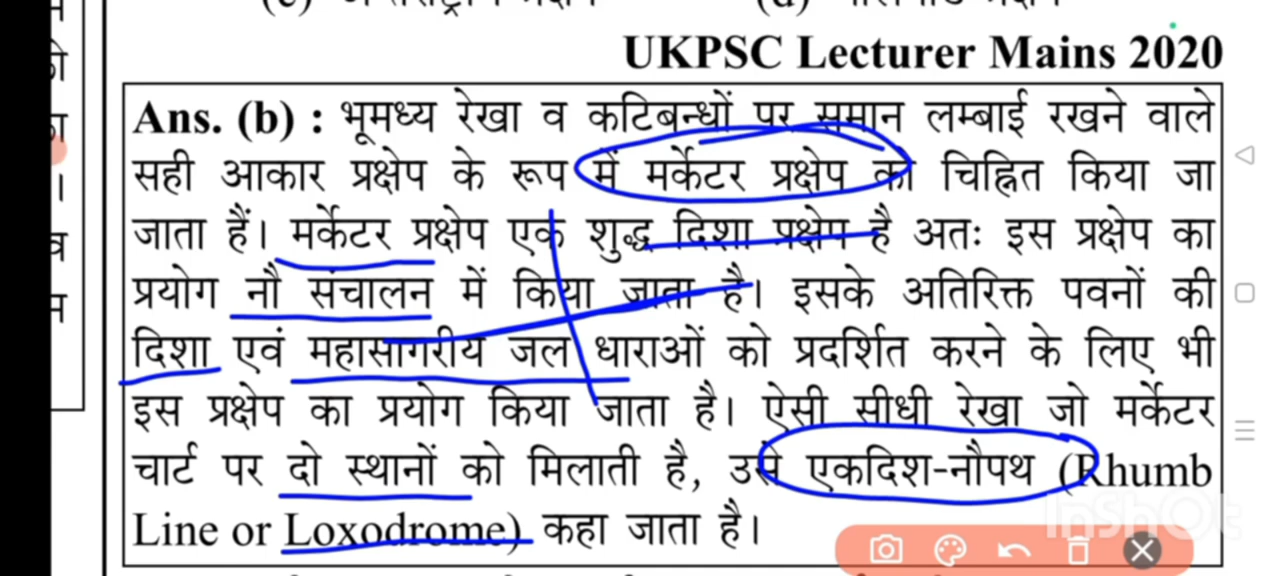 UKPSC Lecturer Mains 2020
Ans. (b) : भूमध्य रेखा व कटिबन्धों पर समान लम्बाई रखने वाले
सही आकार प्रक्षेप के रूप में मर्केटर प्रक्षेप को चिह्नित किया जा
जाता हैं। मर्केटर प्रक्षेप एक शुद्ध दिशा प्रक्षेप है अतः इस प्रक्षेप का
प्रयोग नौ संचालन में किया जाता है। इसके अतिरिक्त पवनों की
दिशा एवं महासागरीय जल धाराओं को प्रदर्शित करने के लिए भी
इस प्रक्षेप का प्रयोग किया जाता है। ऐसी सीधी रेखा जो मर्केटर
चार्ट पर दो स्थानों को मिलाती है, उसे एकदिश-नौपथ (Rhumb
Line or Loxodrome) कहा जाता है।
InShOt